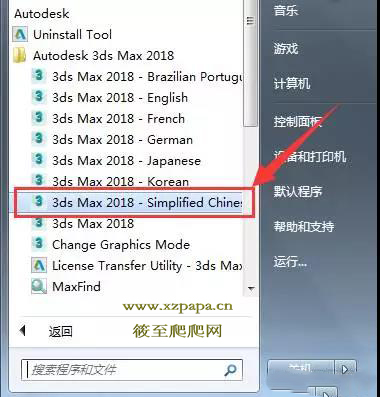 Autodesk
Uninstall Tool
Autodesk 3ds Max 2018
3ds Max 2018 - Brazilian Portugu
3ds Max 2018 - English
3ds Max 2018 - French
3ds Max 2018 - German
3ds Max 2018 - Japanese
3ds Max 2018 - Korean
3ds Max 2018 - Simplified Chines
3ds Max 2018
Change Graphics Mode
License Transfer Utility - 3ds Max
MaxFind
www.xzpapa.cn
筱至爬爬网
返回
搜索程序和文件
音乐
游戏
计算机
控制面板
设备和打印机
默认程序
帮助和支持
运行...
关机